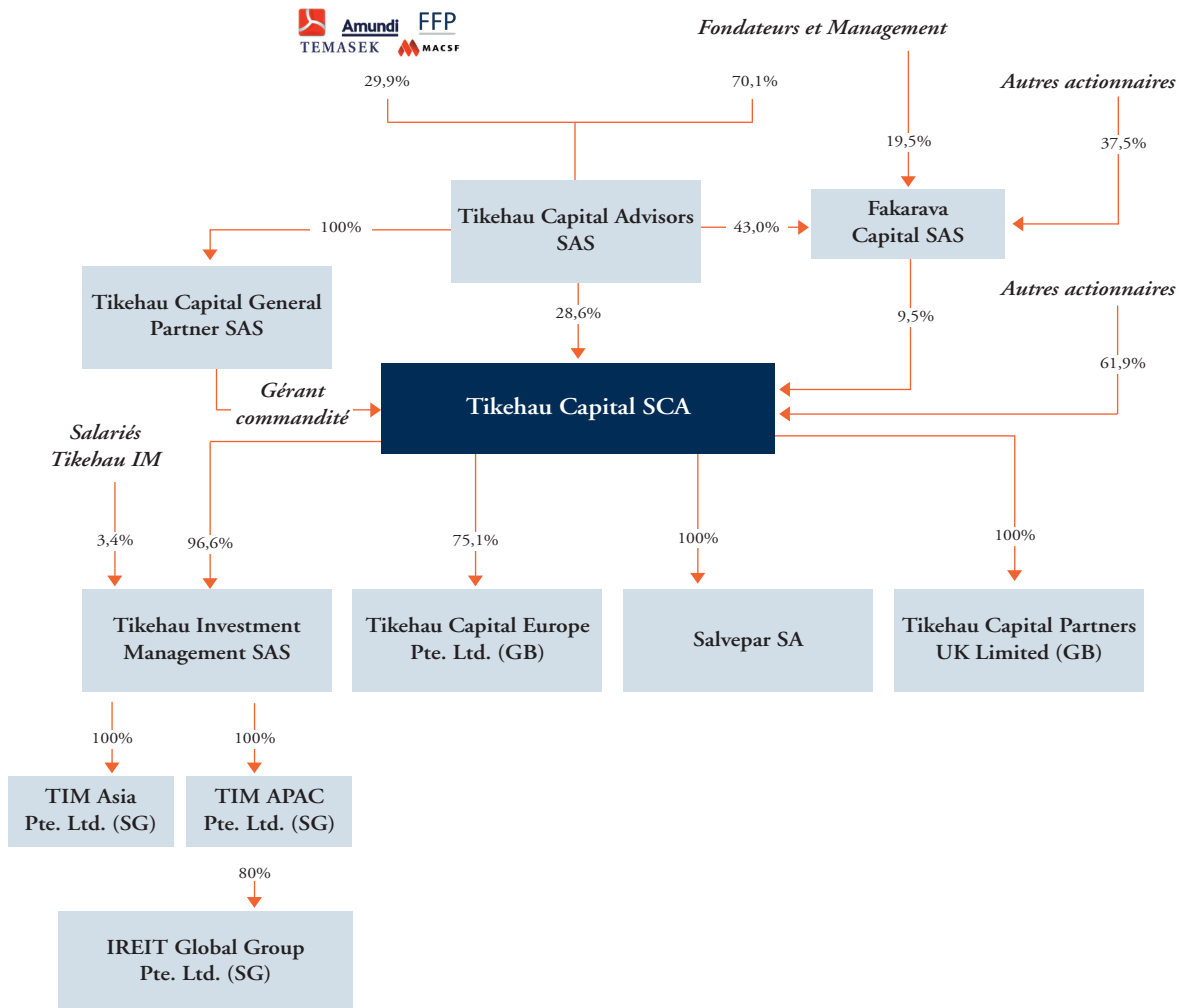 Amundi
FFP
TEMASEK
MACSF
Fondateurs et Management
29,9%
70,1%
Autres actionnaires
19,5%
37,5%
Tikehau Capital Advisors
SAS
Fakarava
Capital SAS
100%
43,0%
Tikehau Capital General
Partner SAS
28,6%
9,5%
Autres actionnaires
61,9%
Gérant
commandité
Tikehau Capital SCA
Salariés
Tikehau IM
3,4%
96,6%
75,1%
100%
100%
Tikehau Investment
Management SAS
Tikehau Capital Europe
Pte. Ltd. (GB)
Salvepar SA
Tikehau Capital Partners
UK Limited (GB)
100%
100%
TIM Asia
Pte. Ltd. (SG)
TIM APAC
Pte. Ltd. (SG)
80%
IREIT Global Group
Pte. Ltd. (SG)